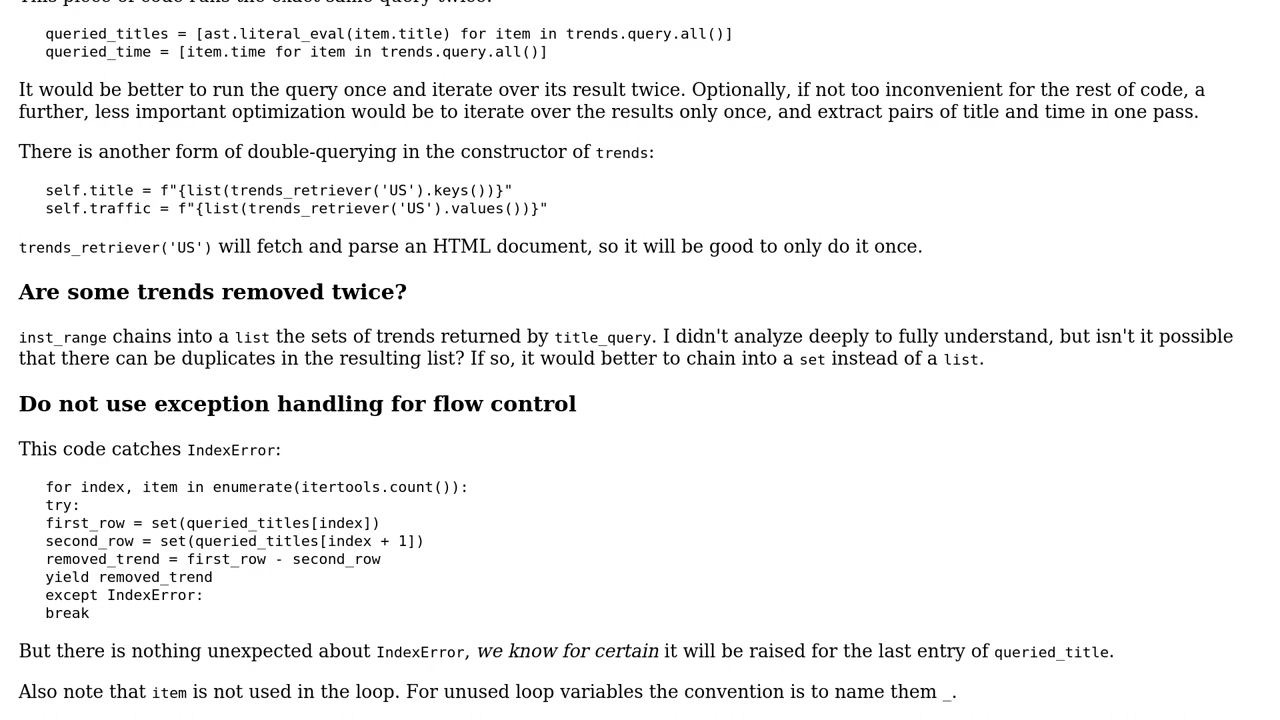 This piece of code runs the exact same query twice:
queried_titles = [ast.literal_eval(item.title) for item in trends.query.all()]
queried_time = [item.time for item in trends.query.all()]
It would be better to run the query once and iterate over its result twice. Optionally, if not too inconvenient for the rest of code, a
further, less important optimization would be to iterate over the results only once, and extract pairs of title and time in one pass.
There is another form of double-querying in the constructor of trends:
self.title = f"{list(trends_retriever('US').keys())}"
self.traffic = f"{list(trends_retriever('US').values())}"
trends_retriever('US') will fetch and parse an HTML document, so it will be good to only do it once.
Are some trends removed twice?
inst_range chains into a list the sets of trends returned by title_query. I didn't analyze deeply to fully understand, but isn't it possible
that there can be duplicates in the resulting list? If so, it would better to chain into a set instead of a list.
Do not use exception handling for flow control
This code catches IndexError:
for index, item in enumerate(itertools.count()):
try:
first_row = set(queried_titles[index])
second_row = set(queried_titles[index + 1])
removed_trend = first_row - second_row
yield removed_trend
except IndexError:
break
But there is nothing unexpected about IndexError, we know for certain it will be raised for the last entry of queried_title.
Also note that item is not used in the loop. For unused loop variables the convention is to name them _.